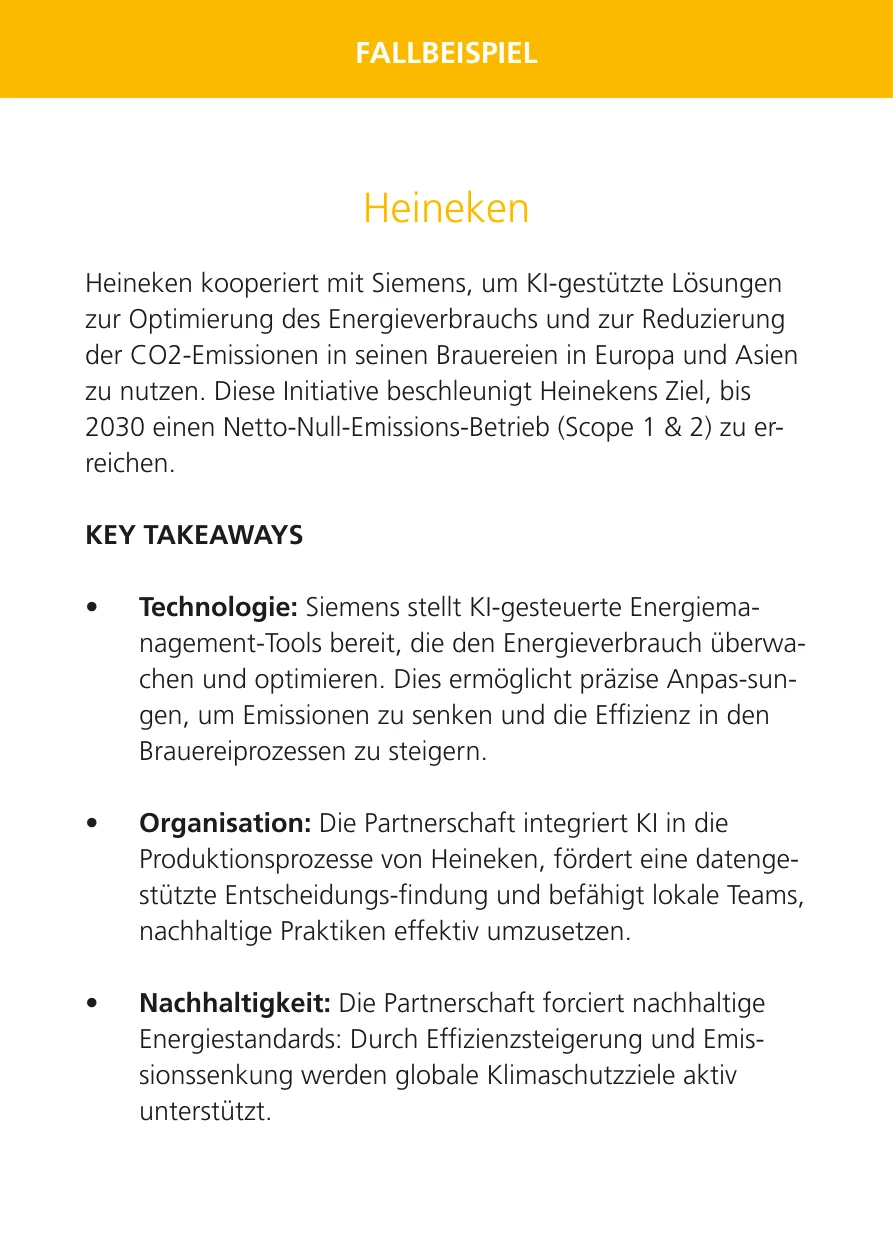 FALLBEISPIEL
Heineken
Heineken kooperiert mit Siemens, um KI-gestützte Lösungen
zur Optimierung des Energieverbrauchs und zur Reduzierung
der CO2-Emissionen in seinen Brauereien in Europa und Asien
zu nutzen. Diese Initiative beschleunigt Heinekens Ziel, bis
2030 einen Netto-Null-Emissions-Betrieb (Scope 1 & 2) zu er-
reichen.
KEY TAKEAWAYS
• Technologie: Siemens stellt KI-gesteuerte Energiema-
nagement-Tools bereit, die den Energieverbrauch überwa-
chen und optimieren. Dies ermöglicht präzise Anpas-sun-
gen, um Emissionen zu senken und die Effizienz in den
Brauereiprozessen zu steigern.
• Organisation: Die Partnerschaft integriert KI in die
Produktionsprozesse von Heineken, fördert eine datenge-
stützte Entscheidungs-findung und befähigt lokale Teams,
nachhaltige Praktiken effektiv umzusetzen.
• Nachhaltigkeit: Die Partnerschaft forciert nachhaltige
Energiestandards: Durch Effizienzsteigerung und Emis-
sionssenkung werden globale Klimaschutzziele aktiv
unterstützt.